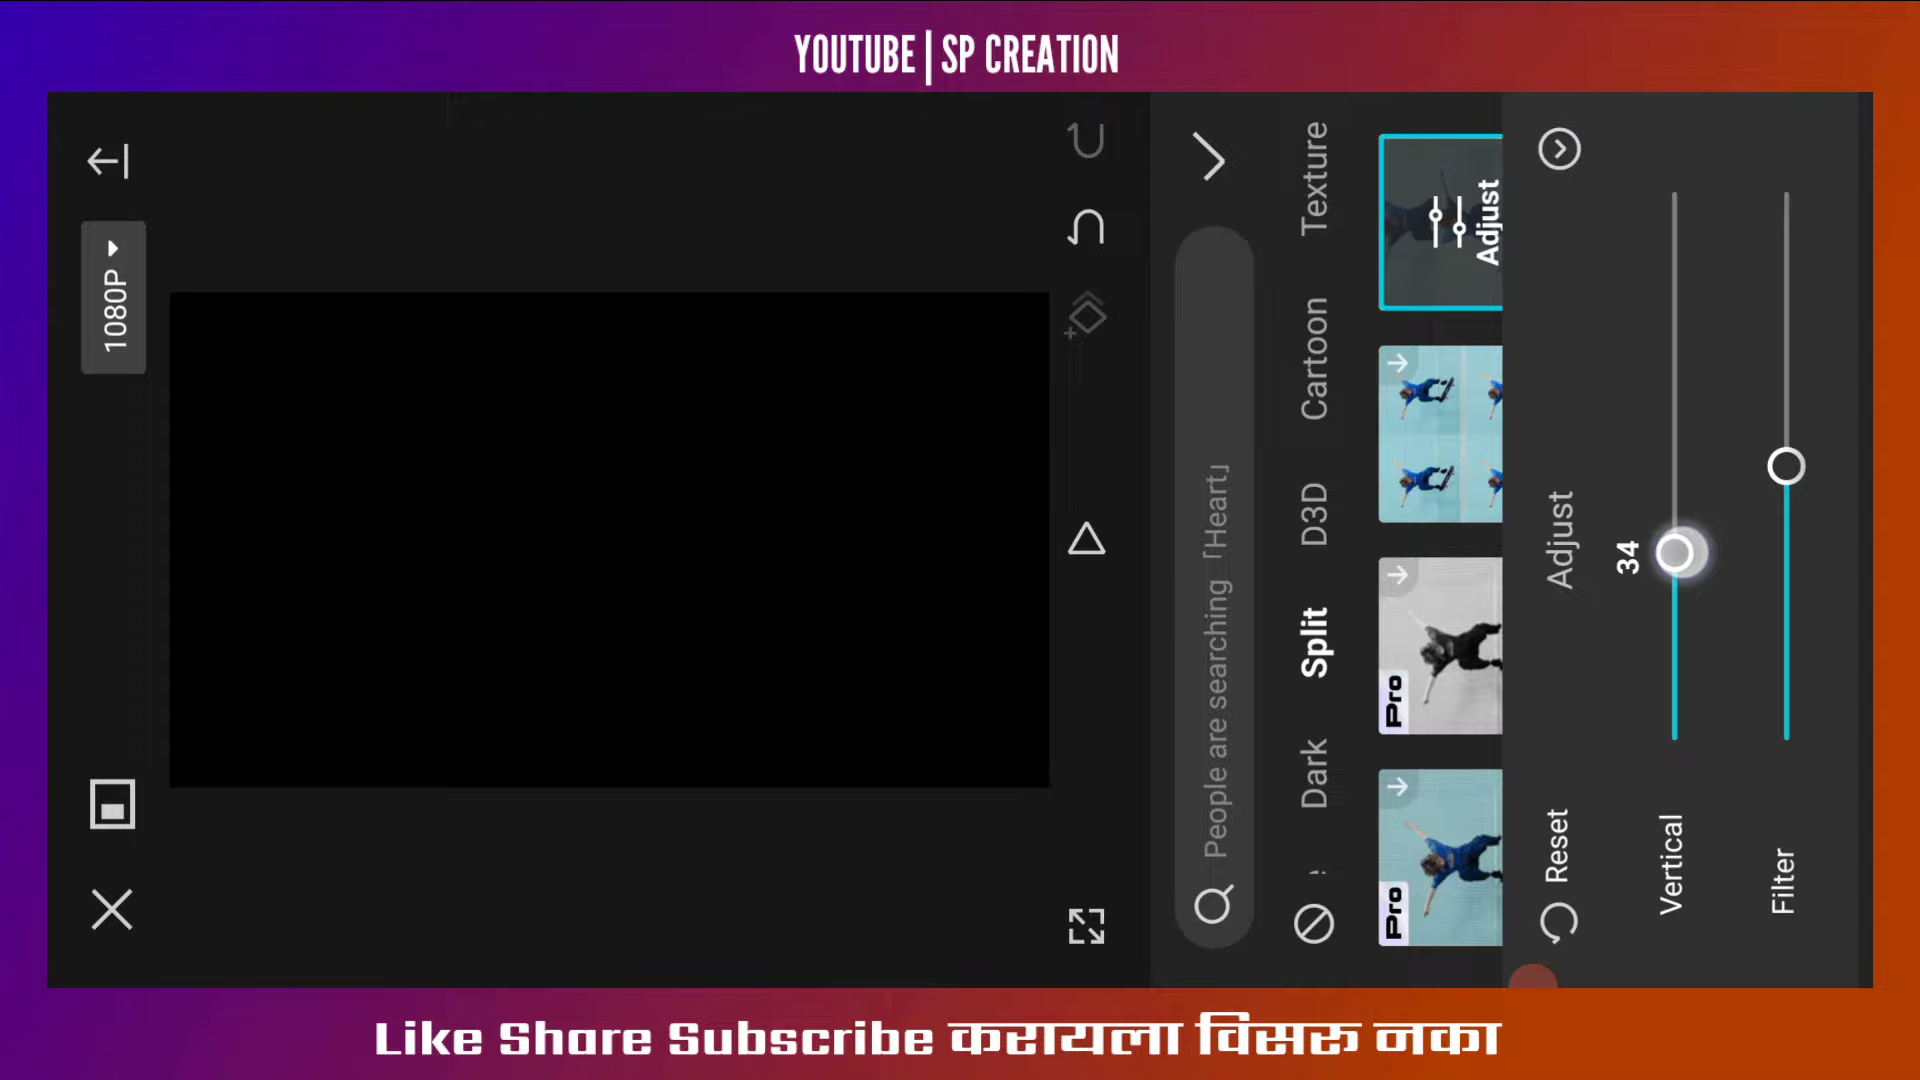 YOUTUBE | SP CREATION
1080P
People are searching 「Heart」
Dark
Split
D3D
Cartoon
Texture
Pro
Pro
Adjust
Reset
Adjust
Vertical
34
Filter
Like Share Subscribe करायला विसरू नका